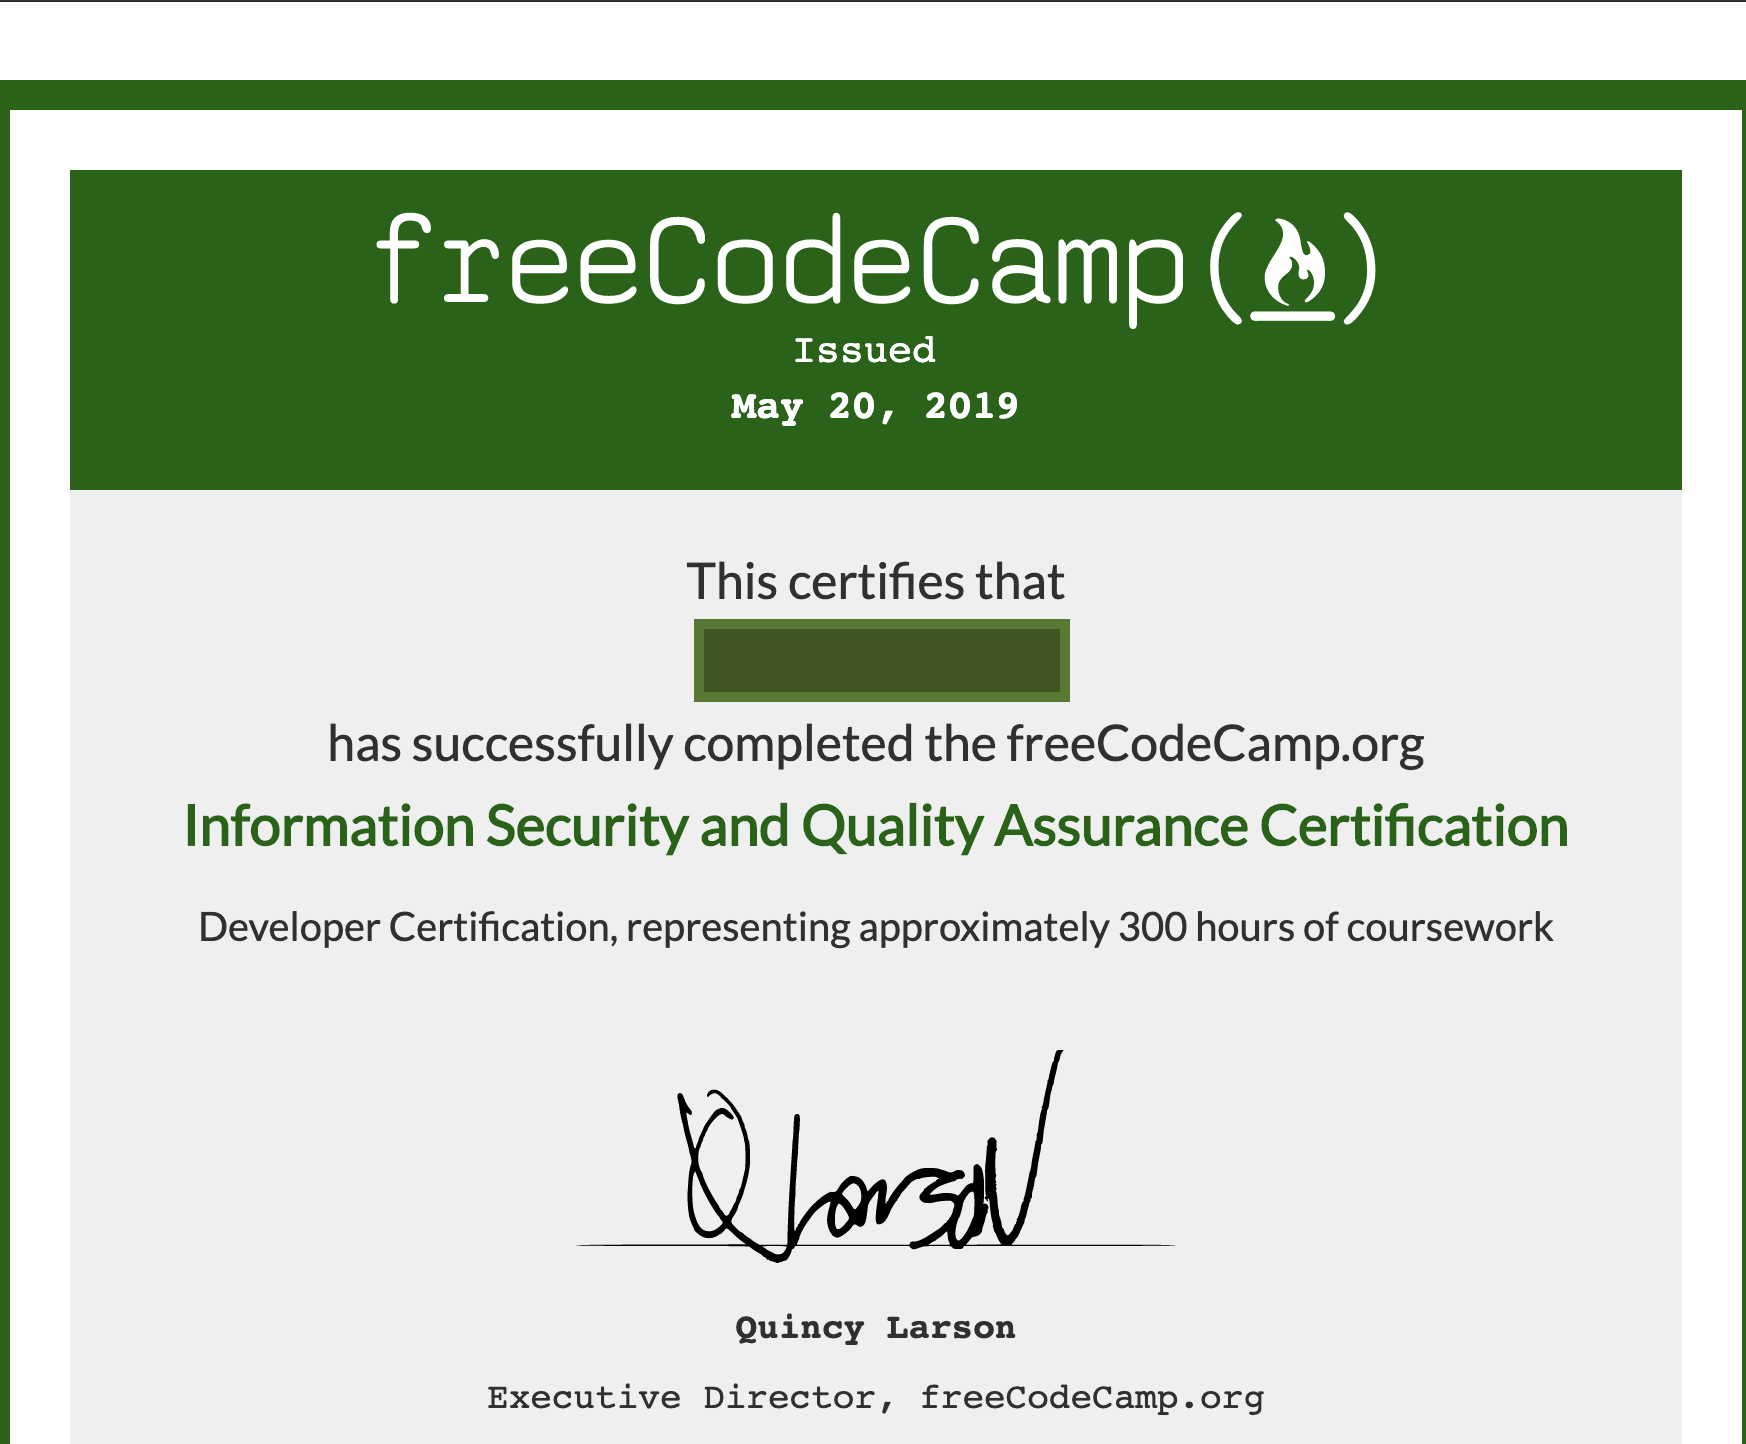 freeCodeCamp
Issued
May 20, 2019
This certifies that
has successfully completed the freeCodeCamp.org
Information Security and Quality Assurance Certification
Developer Certification, representing approximately 300 hours of coursework
Q Larson
Quincy Larson
Executive Director, freeCodeCamp.org